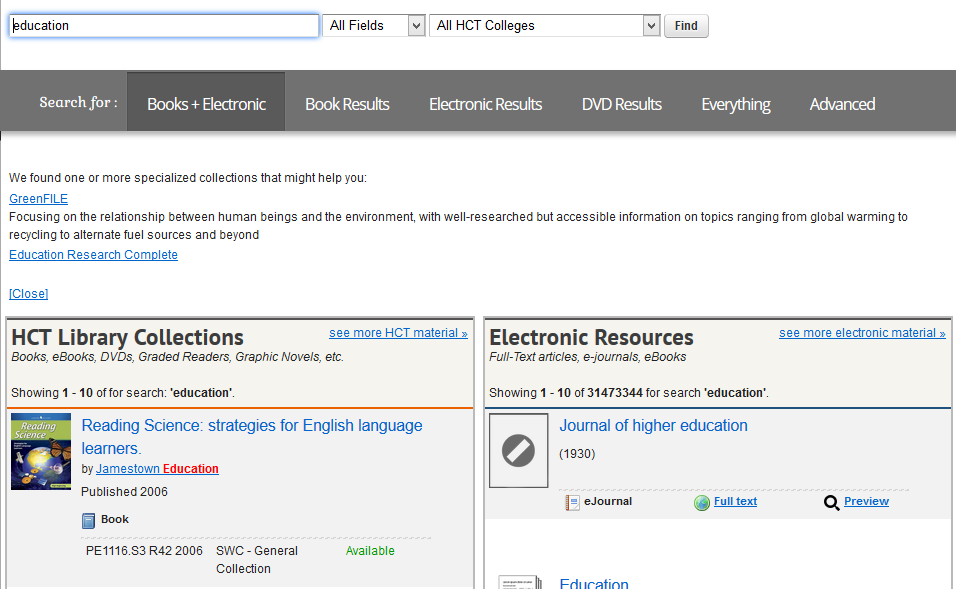 education All Fields All HCT Colleges Find
Search for : Books + Electronic Book Results Electronic Results DVD Results Everything Advanced
We found one or more specialized collections that might help you:
GreenFILE
Focusing on the relationship between human beings and the environment, with well-researched but accessible information on topics ranging from global warming to
recycling to alternate fuel sources and beyond
Education Research Complete
[Close]
HCT Library Collections see more HCT material »
Books, eBooks, DVDs, Graded Readers, Graphic Novels, etc.
Showing 1 - 10 of for search: 'education'.
Reading Science
Reading Science: strategies for English language
learners.
by Jamestown Education
Published 2006
Book
PE1116.S3 R42 2006 SWC - General Available
Collection
Electronic Resources see more electronic material »
Full-Text articles, e-journals, eBooks
Showing 1 - 10 of 31473344 for search 'education'.
Journal of higher education
(1930)
eJournal Full text Preview
Education